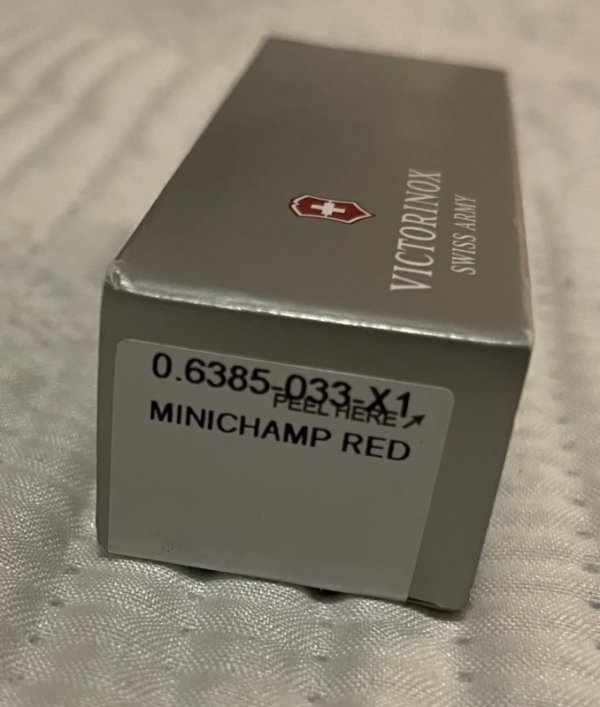 VICTORINOX
SWISS ARMY
0.6385-033-X1
PEEL HERE
MINICHAMP RED